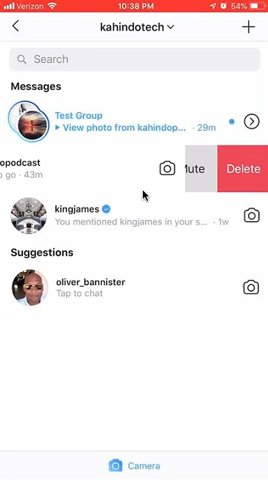 Verizon 10:38 PM 54%
kahindotech
Search
Messages
Test Group
View photo from kahindop... · 29m
opodcast
o go · 43m
Mute
Delete
kingjames
You mentioned kingjames in your s... · 1w
Suggestions
oliver_bannister
Tap to chat
Camera